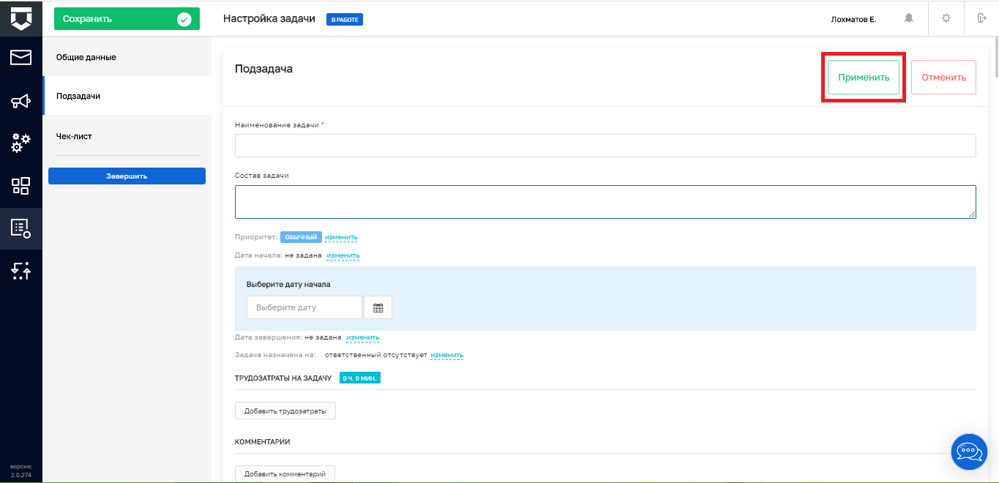 Сохранить
Настройка задачи В РАБОТЕ
Лохматов Е.
Общие данные
Подзадачи
Чек-лист
Завершить
Подзадача
Применить
Отменить
Наименование задачи *
Состав задачи
Приоритет: ОБЫЧНЫЙ изменить
Дата начала: не задана изменить
Выберите дату начала
Выберите дату
Дата завершения: не задана изменить
Задача назначена на: ответственный отсутствует изменить
ТРУДОЗАТРАТЫ НА ЗАДАЧУ 0 Ч. 0 МИН.
Добавить трудозатраты
КОММЕНТАРИИ
Добавить комментарий
версия:
2.0.274